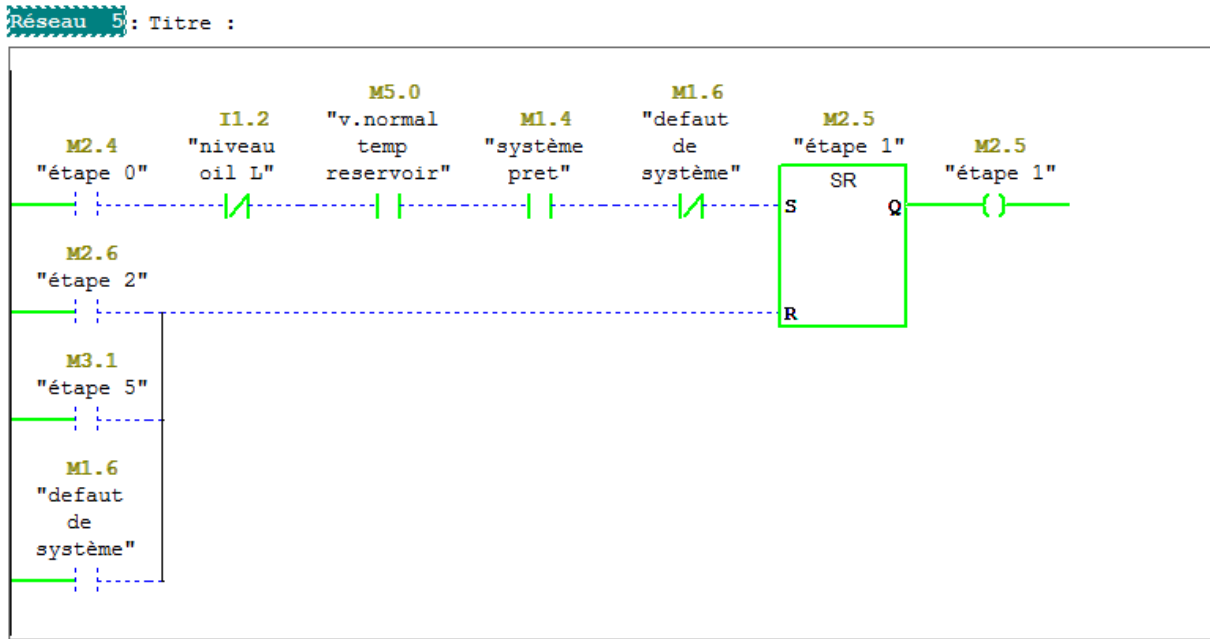 Réseau 5: Titre :
M2.4
"étape 0"
I1.2
"niveau
oil L"
M5.0
"v.normal
temp
reservoir"
M1.4
"système
pret"
M1.6
"defaut
de
système"
M2.5
"étape 1"
SR
S
Q
R
M2.5
"étape 1"
M2.6
"étape 2"
M3.1
"étape 5"
M1.6
"defaut
de
système"